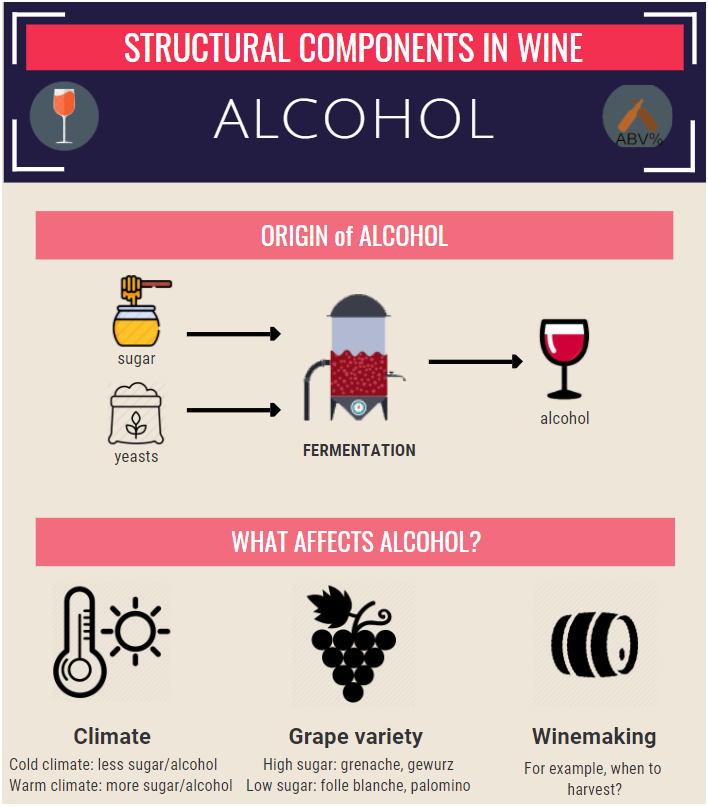 STRUCTURAL COMPONENTS IN WINE
ALCOHOL
ABV%
ORIGIN of ALCOHOL
sugar
yeasts
FERMENTATION
alcohol
WHAT AFFECTS ALCOHOL?
Climate
Cold climate: less sugar/alcohol
Warm climate: more sugar/alcohol
Grape variety
High sugar: grenache, gewurz
Low sugar: folle blanche, palomino
Winemaking
For example, when to
harvest?